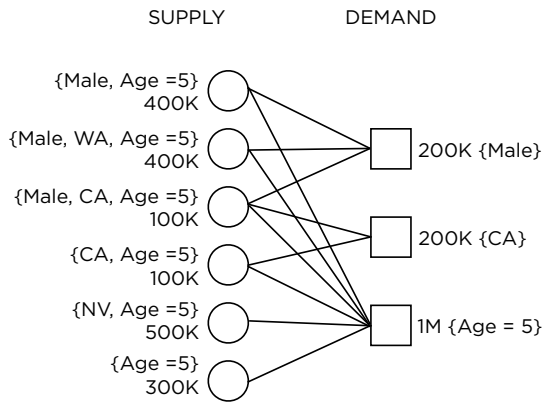 SUPPLY
DEMAND
{Male, Age =5}
400K
{Male, WA, Age =5}
400K
{Male, CA, Age =5}
100K
{CA, Age =5}
100K
{NV, Age =5}
500K
{Age =5}
300K
200K {Male}
200K {CA}
1M {Age = 5}